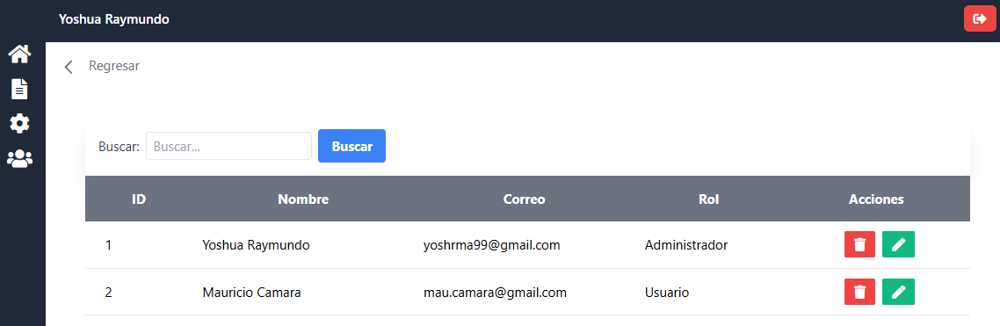 Yoshua Raymundo
Regresar
Buscar: Buscar... Buscar
ID Nombre Correo Rol Acciones
1 Yoshua Raymundo yoshrma99@gmail.com Administrador
2 Mauricio Camara mau.camara@gmail.com Usuario